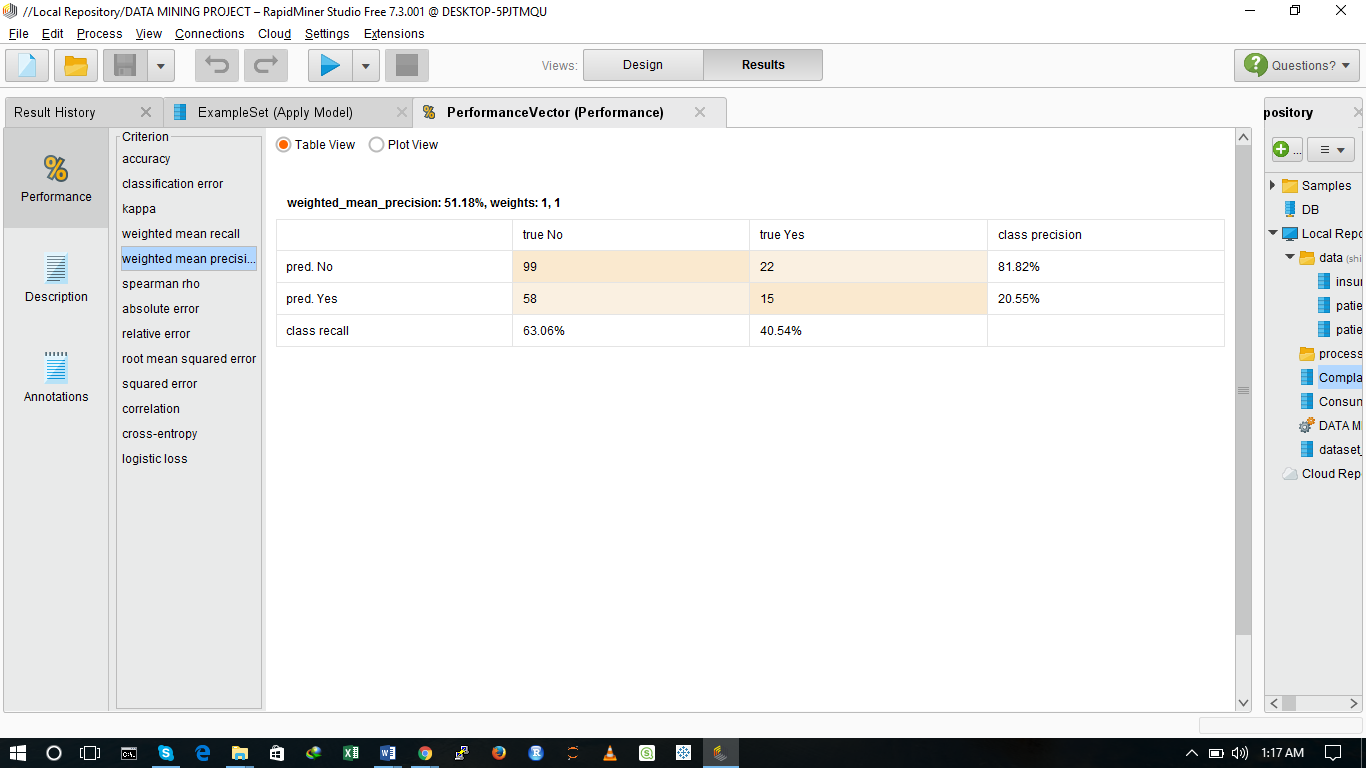 //Local Repository/DATA MINING PROJECT – RapidMiner Studio Free 7.3.001 @ DESKTOP-5PJTMQU
File Edit Process View Connections Cloud Settings Extensions
Views: Design Results Questions?
Result History ExampleSet (Apply Model) PerformanceVector (Performance) pository
Performance
Description
Annotations
Criterion
accuracy
classification error
kappa
weighted mean recall
weighted mean precisi...
spearman rho
absolute error
relative error
root mean squared error
squared error
correlation
cross-entropy
logistic loss
Table View Plot View
weighted_mean_precision: 51.18%, weights: 1, 1
true No true Yes class precision
pred. No 99 22 81.82%
pred. Yes 58 15 20.55%
class recall 63.06% 40.54%
...
Samples
DB
Local Repo
data (shi
insur
patie
patie
process
Compla
Consum
DATA M
dataset_
Cloud Rep
1:17 AM